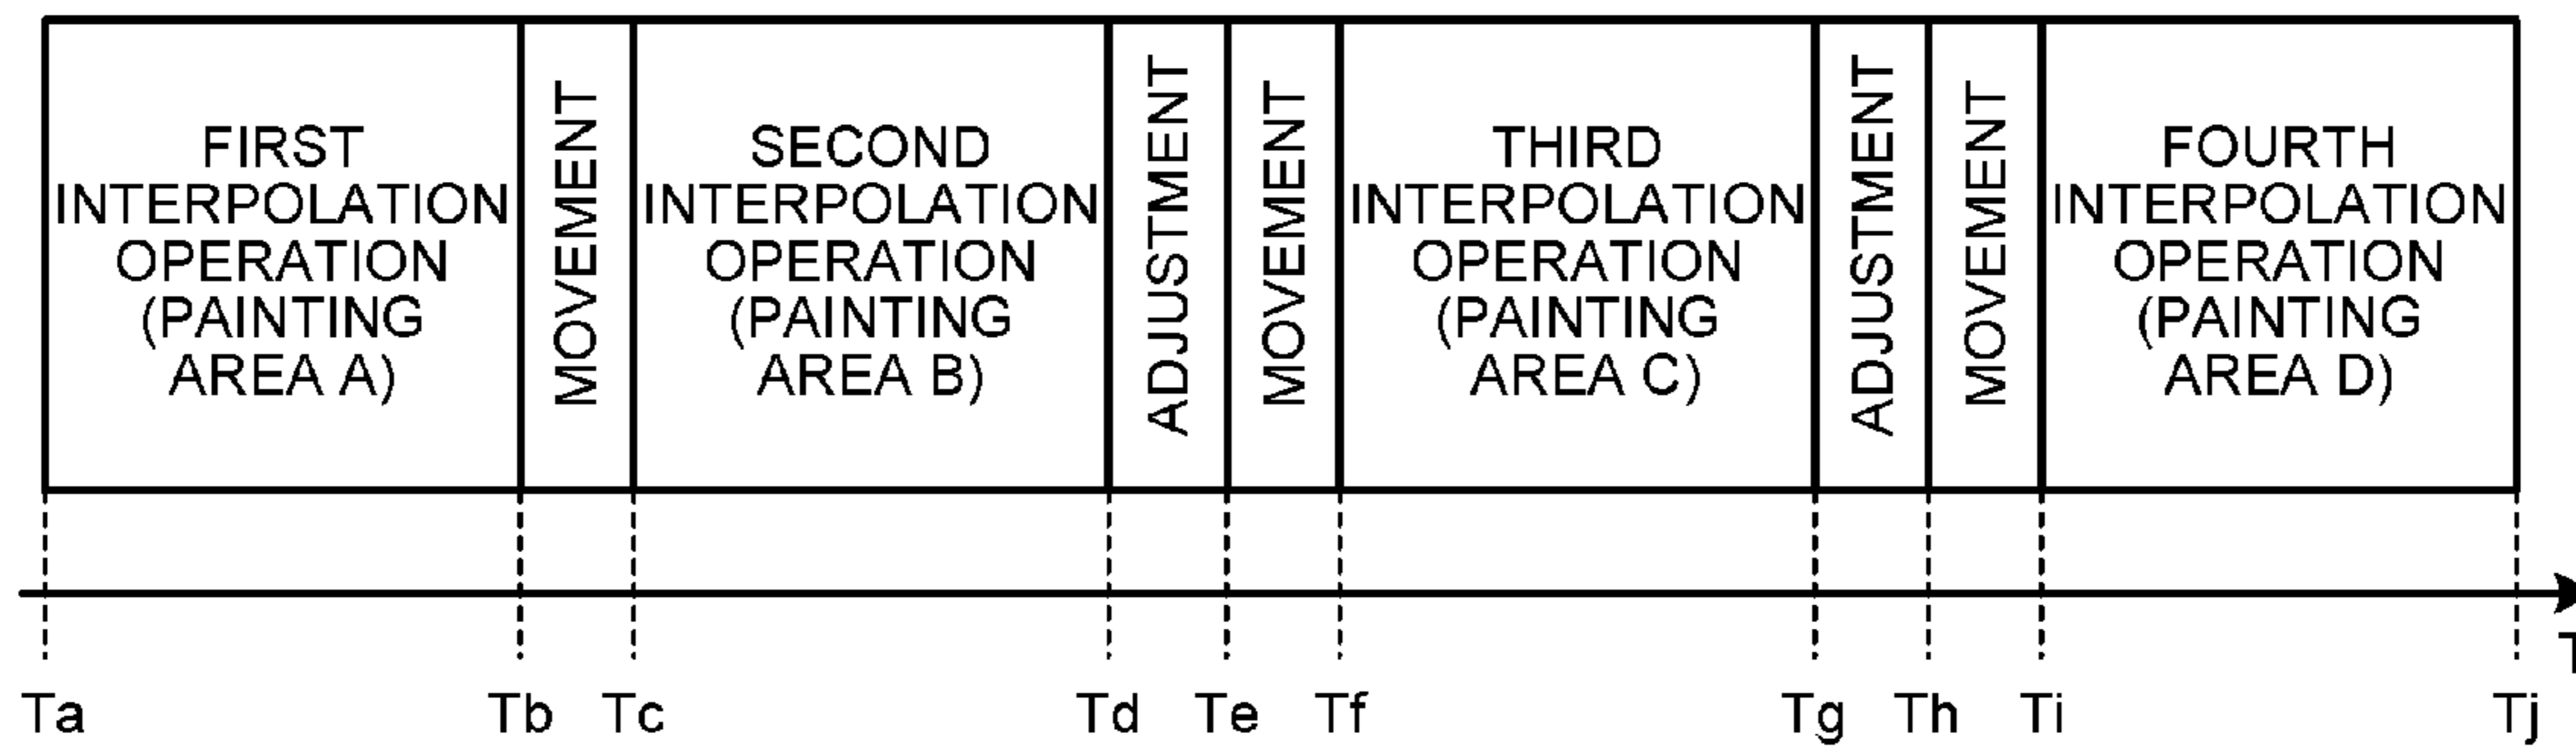 FIRST
INTERPOLATION
OPERATION
(PAINTING
AREA A)
MOVEMENT
SECOND
INTERPOLATION
OPERATION
(PAINTING
AREA B)
ADJUSTMENT
MOVEMENT
THIRD
INTERPOLATION
OPERATION
(PAINTING
AREA C)
ADJUSTMENT
MOVEMENT
FOURTH
INTERPOLATION
OPERATION
(PAINTING
AREA D)
T
Ta Tb Tc Td Te Tf Tg Th Ti Tj